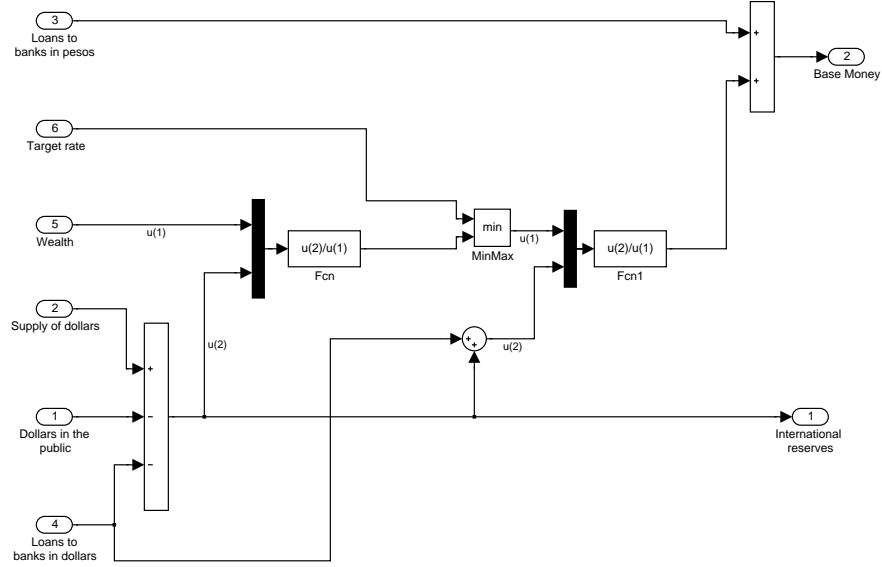 3
Loans to
banks in pesos
+
+
2
Base Money
6
Target rate
5
Wealth
u(1)
u(2)/u(1)
Fcn
min
MinMax
u(1)
u(2)/u(1)
Fcn1
2
Supply of dollars
u(2)
+
+
u(2)
+
−
−
1
Dollars in the
public
1
International
reserves
4
Loans to
banks in dollars